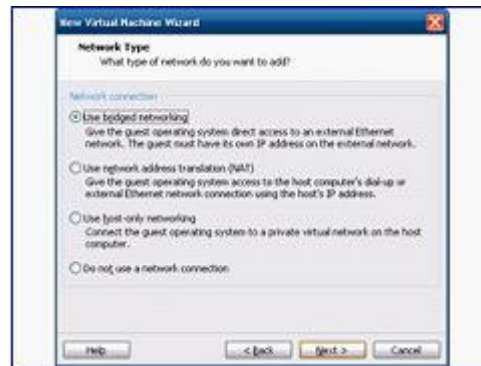 New Virtual Machine Wizard
Network Type
What type of network do you want to add?
Network connection
Use bridged networking
Give the guest operating system direct access to an external Ethernet
network. The guest must have its own IP address on the external network.
Use network address translation (NAT)
Give the guest operating system access to the host computer's dial-up or
external Ethernet network connection using the host's IP address.
Use host-only networking
Connect the guest operating system to a private virtual network on the host
computer.
Do not use a network connection
Help
< Back
Next >
Cancel